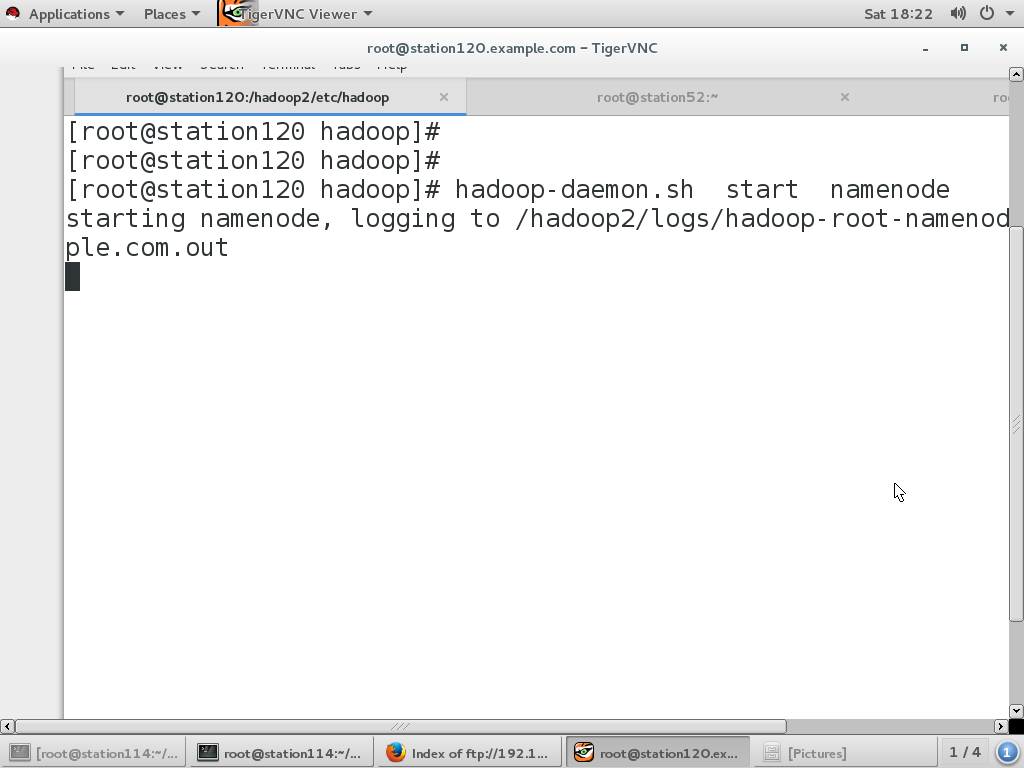 Applications Places TigerVNC Viewer Sat 18:22
root@station120.example.com – TigerVNC
File Edit View Search Terminal Tabs Help
root@station120:/hadoop2/etc/hadoop root@station52:~ ro
[root@station120 hadoop]#
[root@station120 hadoop]#
[root@station120 hadoop]# hadoop-daemon.sh  start  namenode
starting namenode, logging to /hadoop2/logs/hadoop-root-namenod
ple.com.out
[root@station114:~/... root@station114:~/... Index of ftp://192.1... root@station120.ex... [Pictures] 1 / 4 1